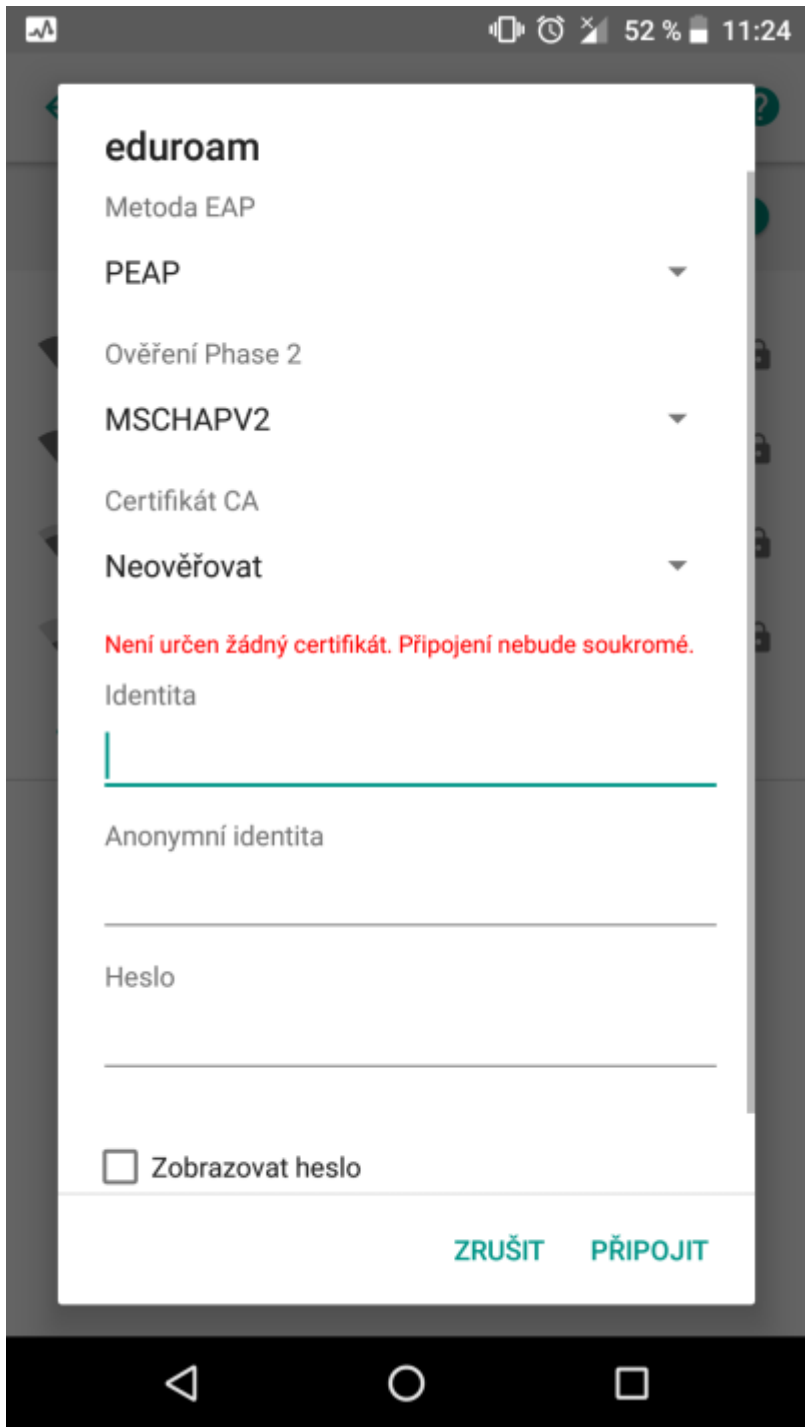 52 % 11:24
eduroam
Metoda EAP
PEAP
Ověření Phase 2
MSCHAPV2
Certifikát CA
Neověřovat
Není určen žádný certifikát. Připojení nebude soukromé.
Identita
Anonymní identita
Heslo
Zobrazovat heslo
ZRUŠIT PŘIPOJIT